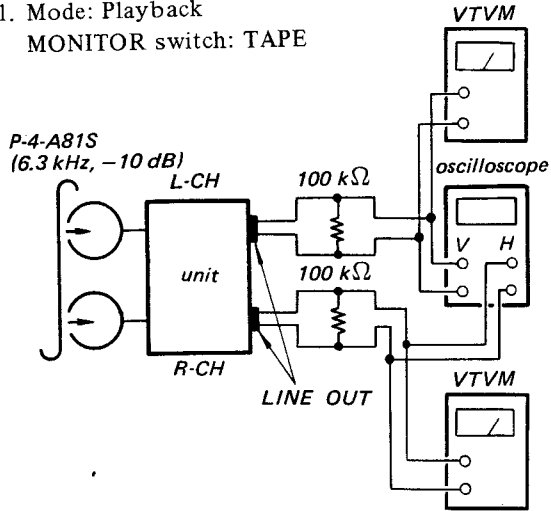 1. Mode: Playback
MONITOR switch: TAPE
VTVM
P-4-A81S
(6.3 kHz, −10 dB)
L-CH
100 kΩ
oscilloscope
V H
unit
100 kΩ
R-CH
LINE OUT
VTVM